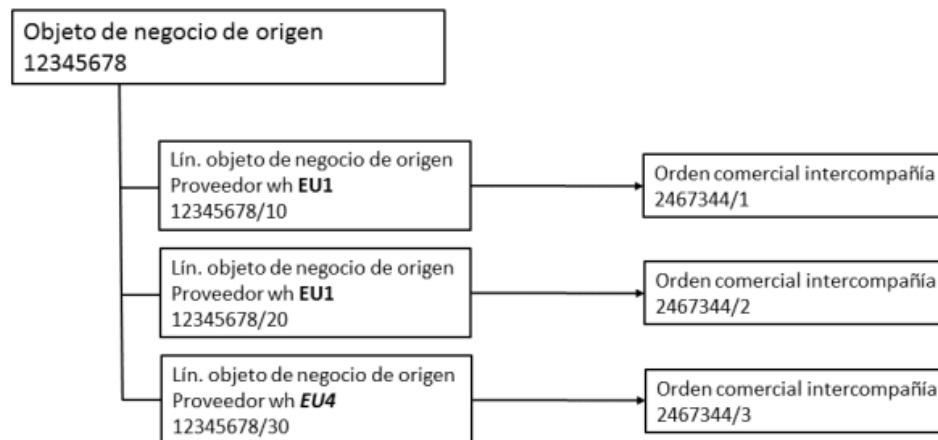 Objeto de negocio de origen
12345678
Lín. objeto de negocio de origen
Proveedor wh EU1
12345678/10
Orden comercial intercompañía
2467344/1
Lín. objeto de negocio de origen
Proveedor wh EU1
12345678/20
Orden comercial intercompañía
2467344/2
Lín. objeto de negocio de origen
Proveedor wh EU4
12345678/30
Orden comercial intercompañía
2467344/3